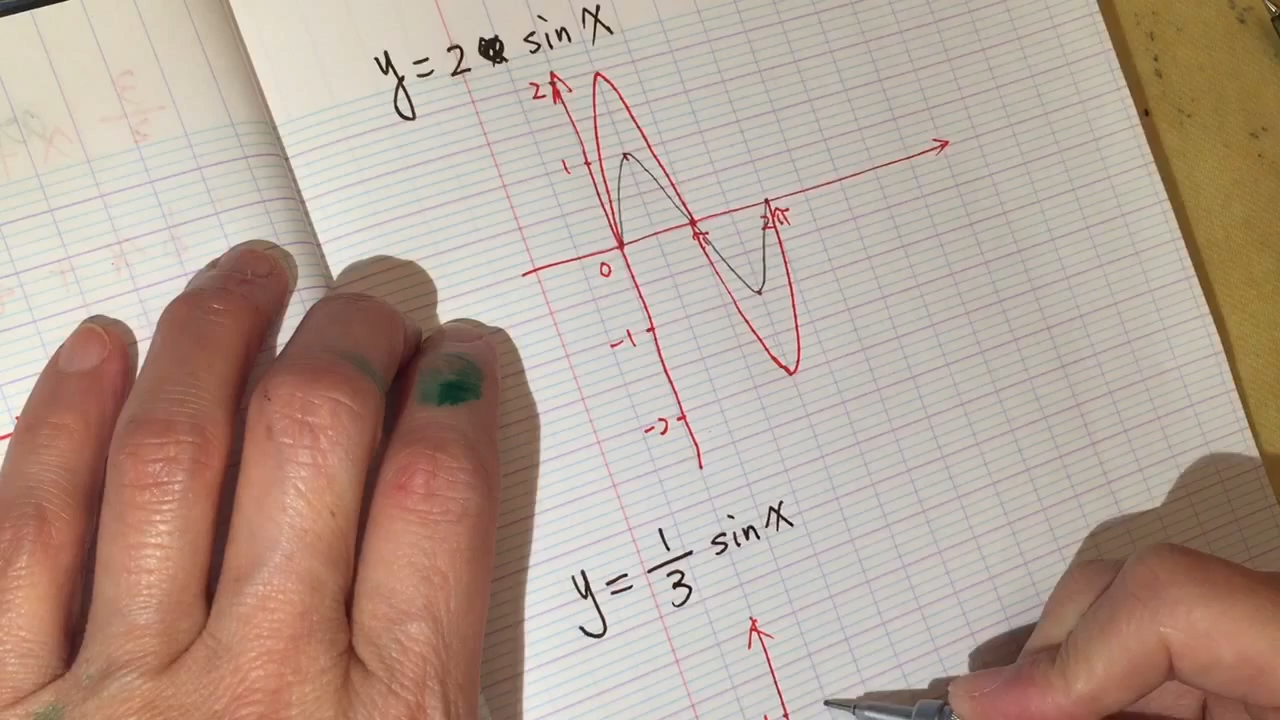 y = 2 sin x
2
1
π
2π
0
-1
-2
y = 1/3 sin x